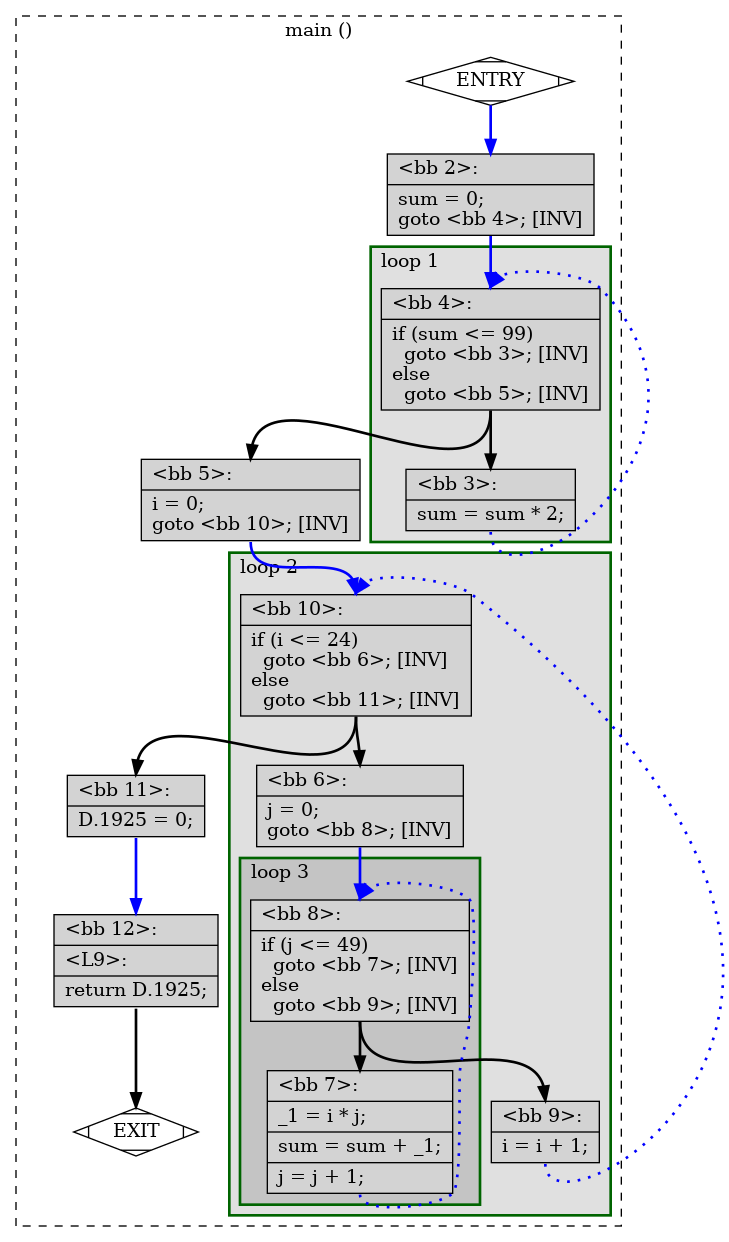 main ()
ENTRY
<bb 2>:
sum = 0;
goto <bb 4>; [INV]
loop 1
<bb 4>:
if (sum <= 99)
  goto <bb 3>; [INV]
else
  goto <bb 5>; [INV]
<bb 5>:
i = 0;
goto <bb 10>; [INV]
<bb 3>:
sum = sum * 2;
loop 2
<bb 10>:
if (i <= 24)
  goto <bb 6>; [INV]
else
  goto <bb 11>; [INV]
<bb 11>:
D.1925 = 0;
<bb 6>:
j = 0;
goto <bb 8>; [INV]
loop 3
<bb 8>:
if (j <= 49)
  goto <bb 7>; [INV]
else
  goto <bb 9>; [INV]
<bb 12>:
<L9>:
return D.1925;
<bb 7>:
_1 = i * j;
sum = sum + _1;
j = j + 1;
<bb 9>:
i = i + 1;
EXIT